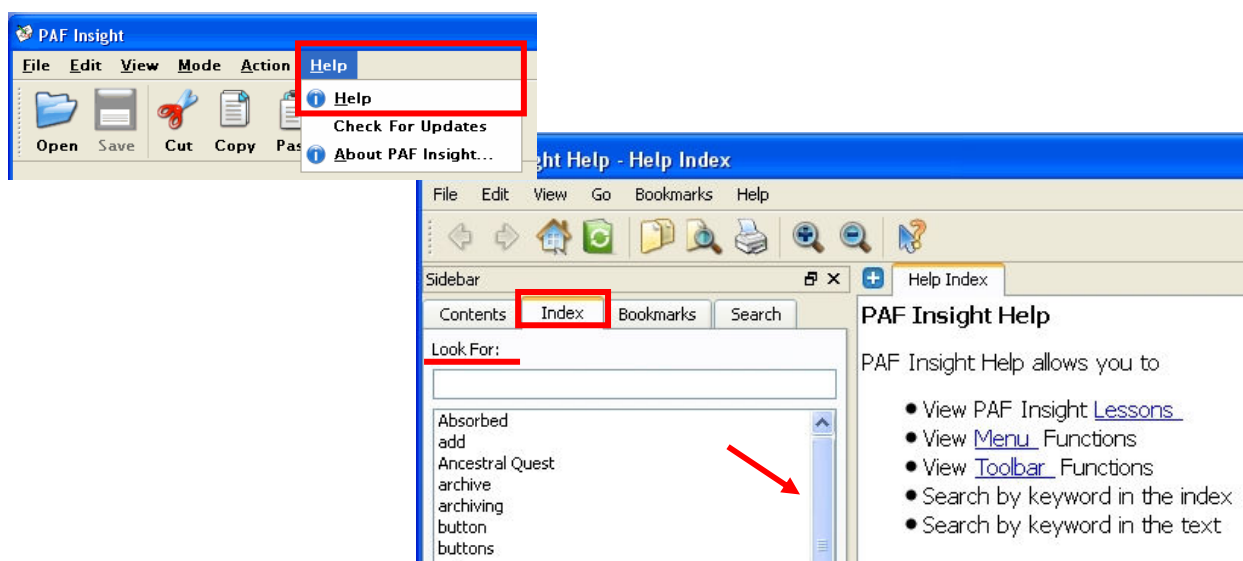 PAF Insight
File Edit View Mode Action Help
Help
Check For Updates
About PAF Insight...
Open Save Cut Copy Pas
ght Help - Help Index
File Edit View Go Bookmarks Help
Sidebar
Help Index
Contents Index Bookmarks Search
Look For:
Absorbed
add
Ancestral Quest
archive
archiving
button
buttons
PAF Insight Help
PAF Insight Help allows you to
● View PAF Insight Lessons
● View Menu Functions
● View Toolbar Functions
● Search by keyword in the index
● Search by keyword in the text